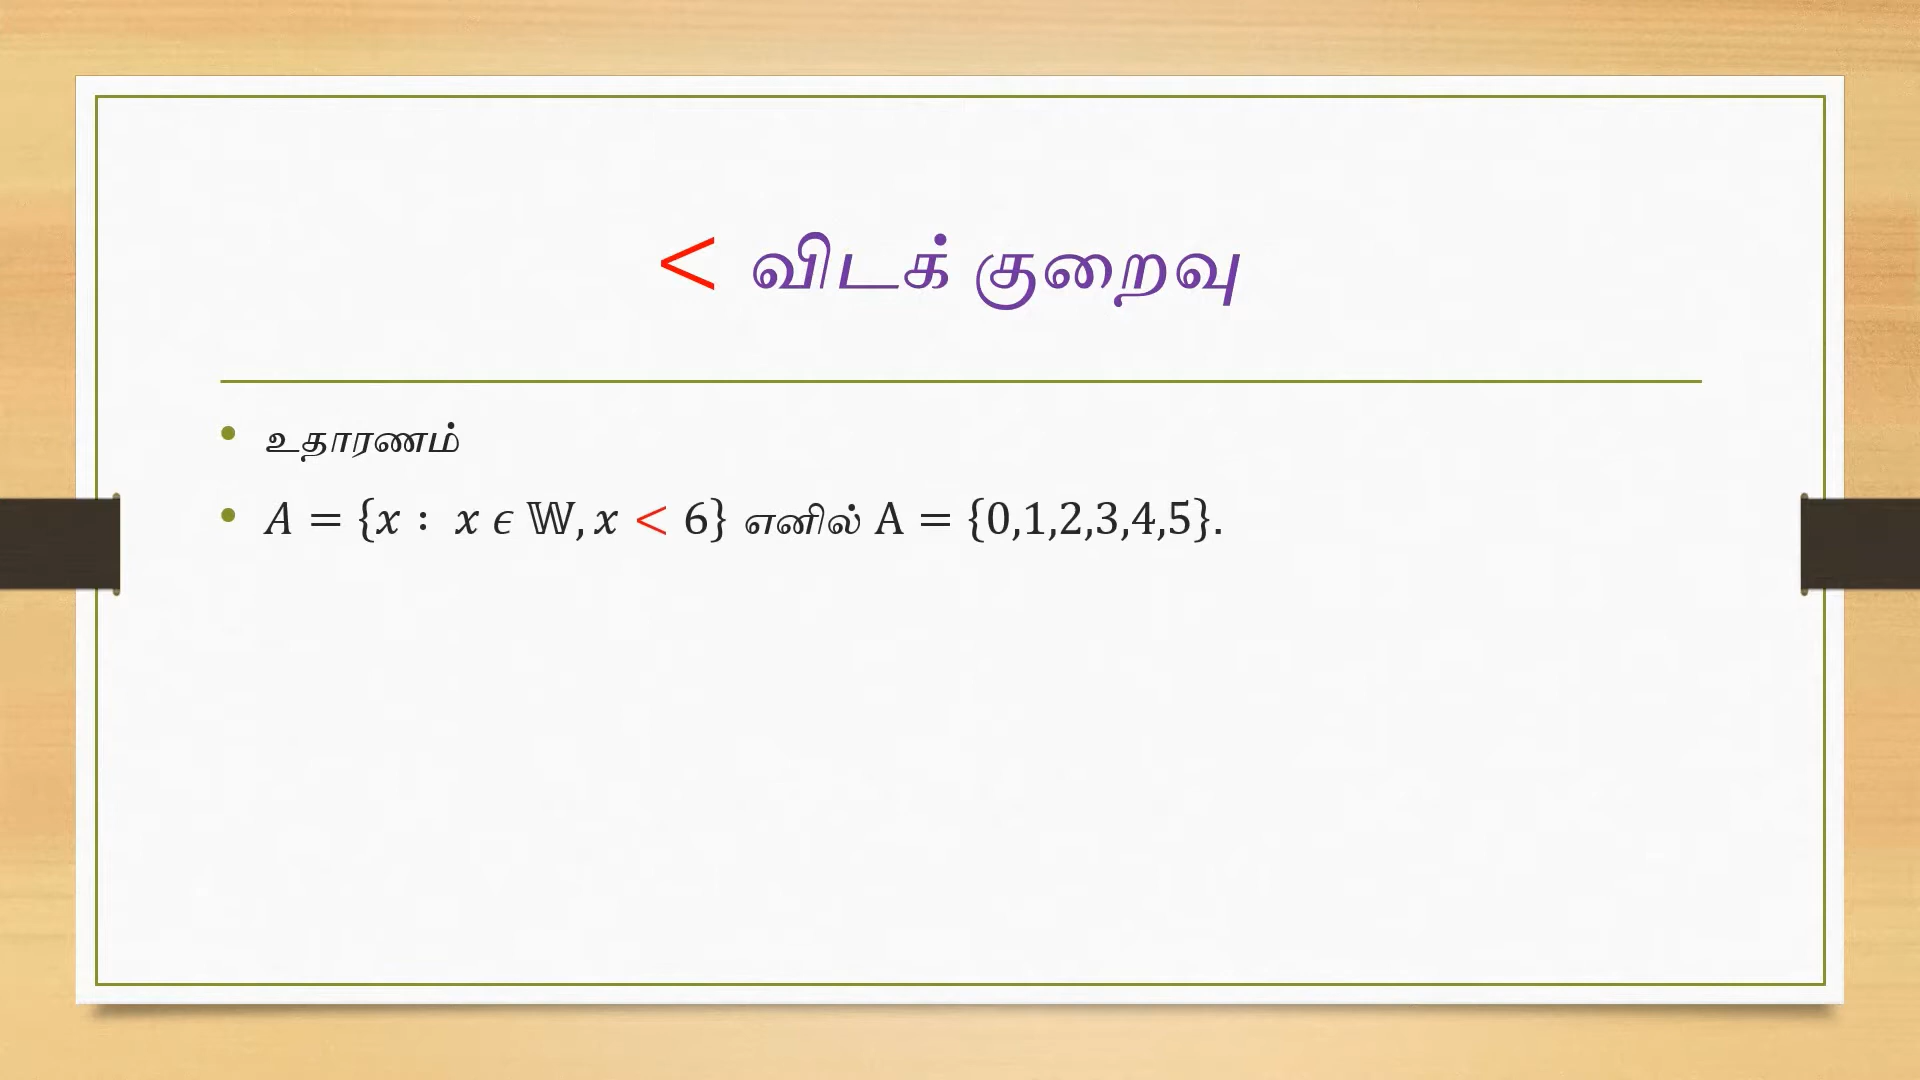 < விடக் குறைவு
• உதாரணம்
• A = {x : x ϵ 𝕎, x < 6} எனில் A = {0,1,2,3,4,5}.